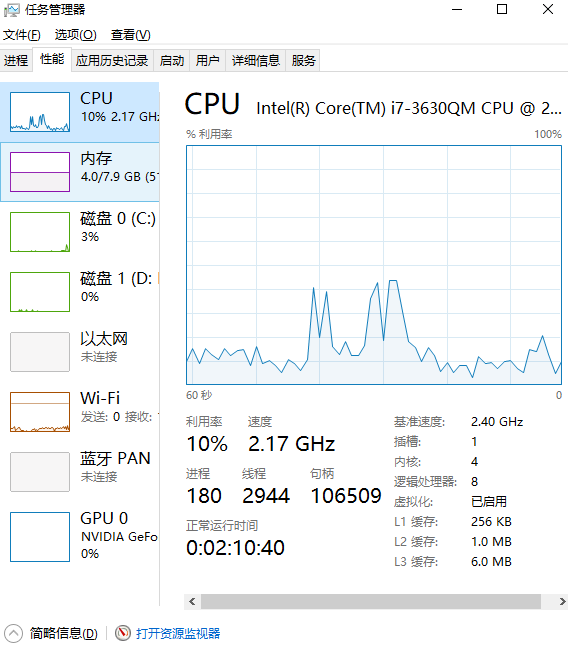 任务管理器
文件(F) 选项(O) 查看(V)
进程 性能 应用历史记录 启动 用户 详细信息 服务
CPU
10% 2.17 GHz
内存
4.0/7.9 GB (51
磁盘 0 (C:)
3%
磁盘 1 (D:
0%
以太网
未连接
Wi-Fi
发送: 0 接收:
蓝牙 PAN
未连接
GPU 0
NVIDIA GeFo
0%
CPU Intel(R) Core(TM) i7-3630QM CPU @ 2...
% 利用率 100%
60 秒 0
利用率 速度
10% 2.17 GHz
进程 线程 句柄
180 2944 106509
正常运行时间
0:02:10:40
基准速度: 2.40 GHz
插槽: 1
内核: 4
逻辑处理器: 8
虚拟化: 已启用
L1 缓存: 256 KB
L2 缓存: 1.0 MB
L3 缓存: 6.0 MB
简略信息(D) 打开资源监视器